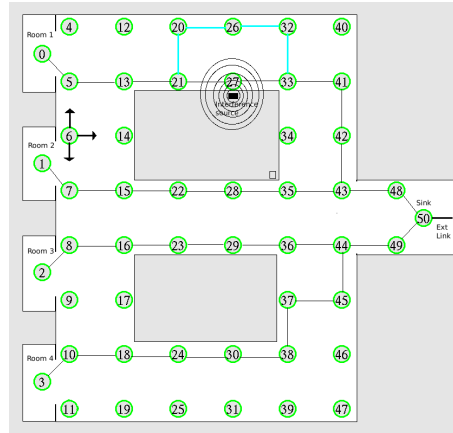 4 12 20 26 32 40
Room 1
0
5 13 21 27 33 41
Interference
source
6 14 34 42
Room 2
1
7 15 22 28 35 43 48
Sink
50
Ext
Link
8 16 23 29 36 44 49
Room 3
2
9 17 37 45
10 18 24 30 38 46
Room 4
3
11 19 25 31 39 47